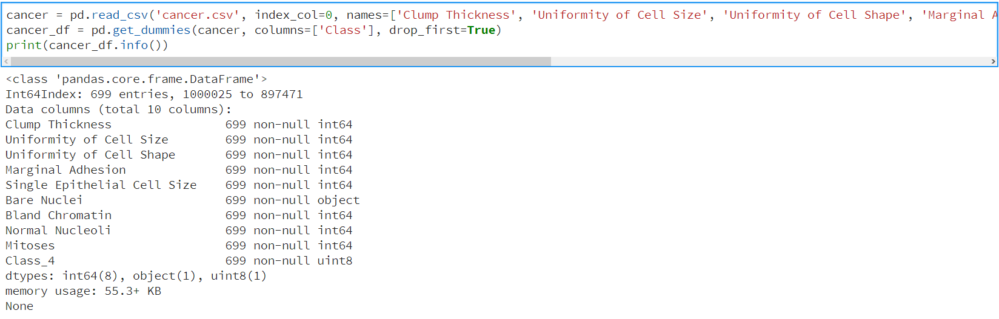 cancer = pd.read_csv('cancer.csv', index_col=0, names=['Clump Thickness', 'Uniformity of Cell Size', 'Uniformity of Cell Shape', 'Marginal A
cancer_df = pd.get_dummies(cancer, columns=['Class'], drop_first=True)
print(cancer_df.info())
<class 'pandas.core.frame.DataFrame'>
Int64Index: 699 entries, 1000025 to 897471
Data columns (total 10 columns):
Clump Thickness                699 non-null int64
Uniformity of Cell Size        699 non-null int64
Uniformity of Cell Shape       699 non-null int64
Marginal Adhesion              699 non-null int64
Single Epithelial Cell Size    699 non-null int64
Bare Nuclei                    699 non-null object
Bland Chromatin                699 non-null int64
Normal Nucleoli                699 non-null int64
Mitoses                        699 non-null int64
Class_4                        699 non-null uint8
dtypes: int64(8), object(1), uint8(1)
memory usage: 55.3+ KB
None